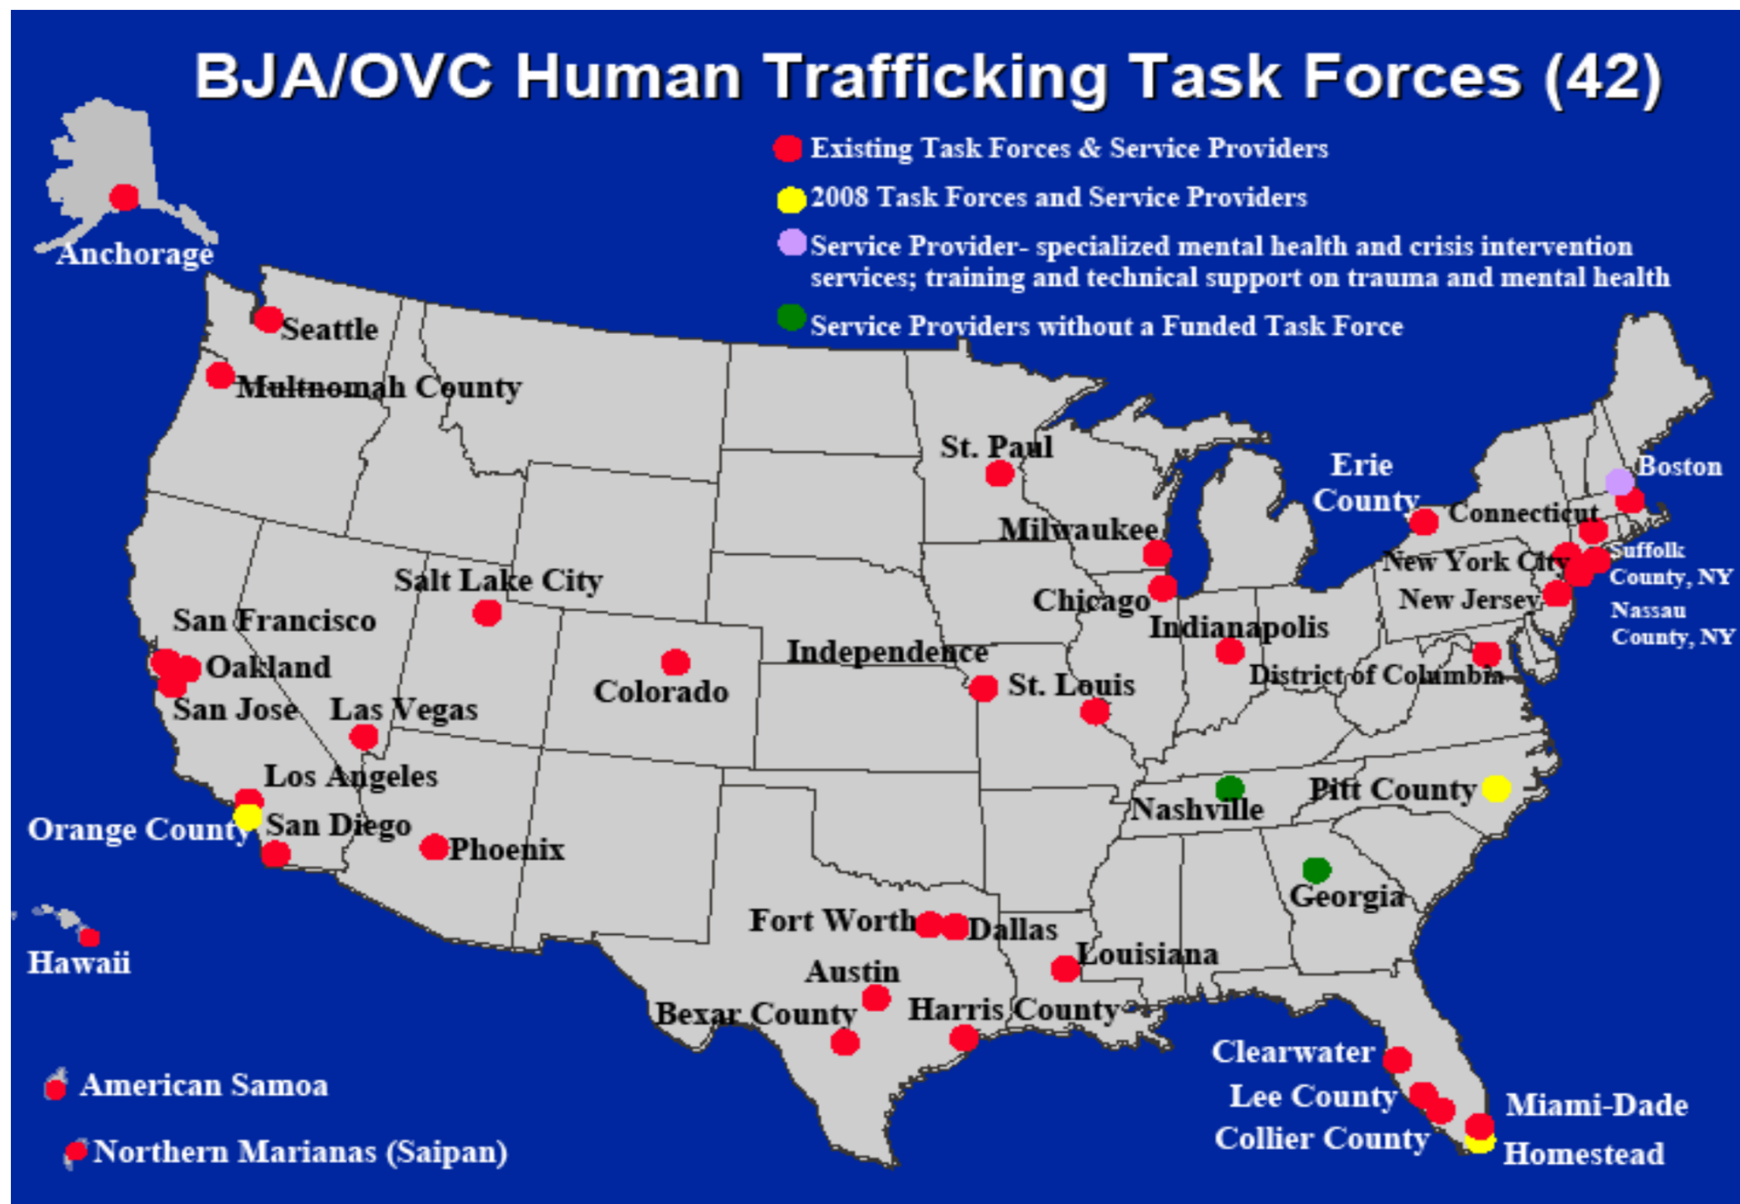 BJA/OVC Human Trafficking Task Forces (42)
Existing Task Forces & Service Providers
2008 Task Forces and Service Providers
Service Provider- specialized mental health and crisis intervention
services; training and technical support on trauma and mental health
Service Providers without a Funded Task Force
Anchorage
Seattle
Multnomah County
St. Paul
Erie
County
Boston
Milwaukee
Connecticut
New York City
Suffolk
County, NY
Salt Lake City
Chicago
New Jersey
Nassau
County, NY
San Francisco
Indianapolis
Independence
Oakland
District of Columbia
Colorado
St. Louis
San Jose
Las Vegas
Los Angeles
Pitt County
Nashville
Orange County
San Diego
Phoenix
Georgia
Fort Worth
Dallas
Louisiana
Hawaii
Austin
Bexar County
Harris County
Clearwater
American Samoa
Lee County
Miami-Dade
Collier County
Northern Marianas (Saipan)
Homestead